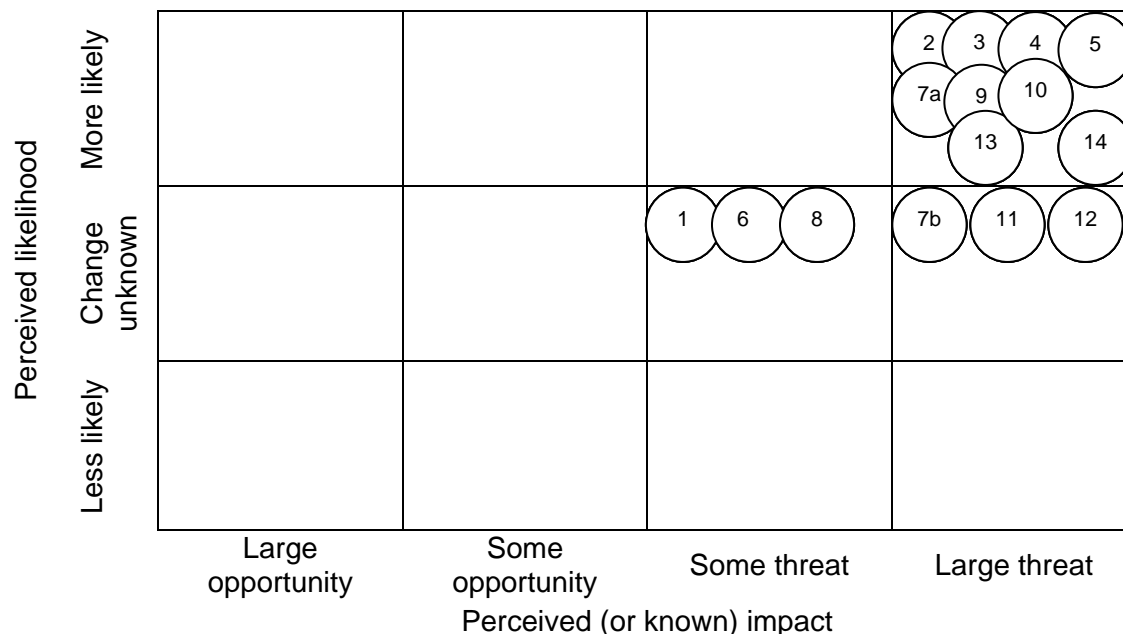 Perceived likelihood
More likely
2
3
4
5
7a
9
10
13
14
Change
unknown
1
6
8
7b
11
12
Less likely
Large
opportunity
Some
opportunity
Some threat
Large threat
Perceived (or known) impact